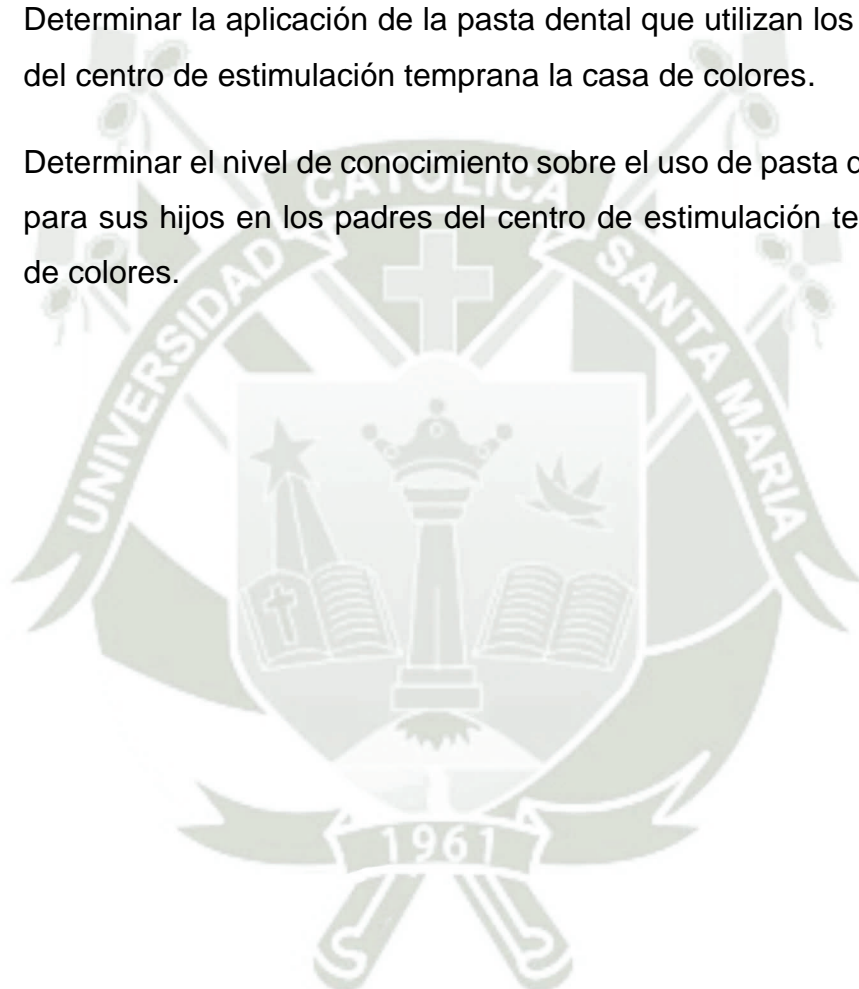 Determinar la aplicación de la pasta dental que utilizan los
del centro de estimulación temprana la casa de colores.
Determinar el nivel de conocimiento sobre el uso de pasta
para sus hijos en los padres del centro de estimulación te
de colores.
UNIVERSIDAD CATOLICA SANTA MARIA
1961